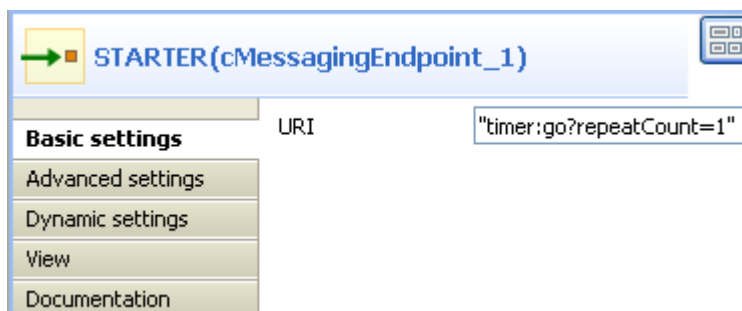 STARTER(cMessagingEndpoint_1)
Basic settings
URI
"timer:go?repeatCount=1"
Advanced settings
Dynamic settings
View
Documentation